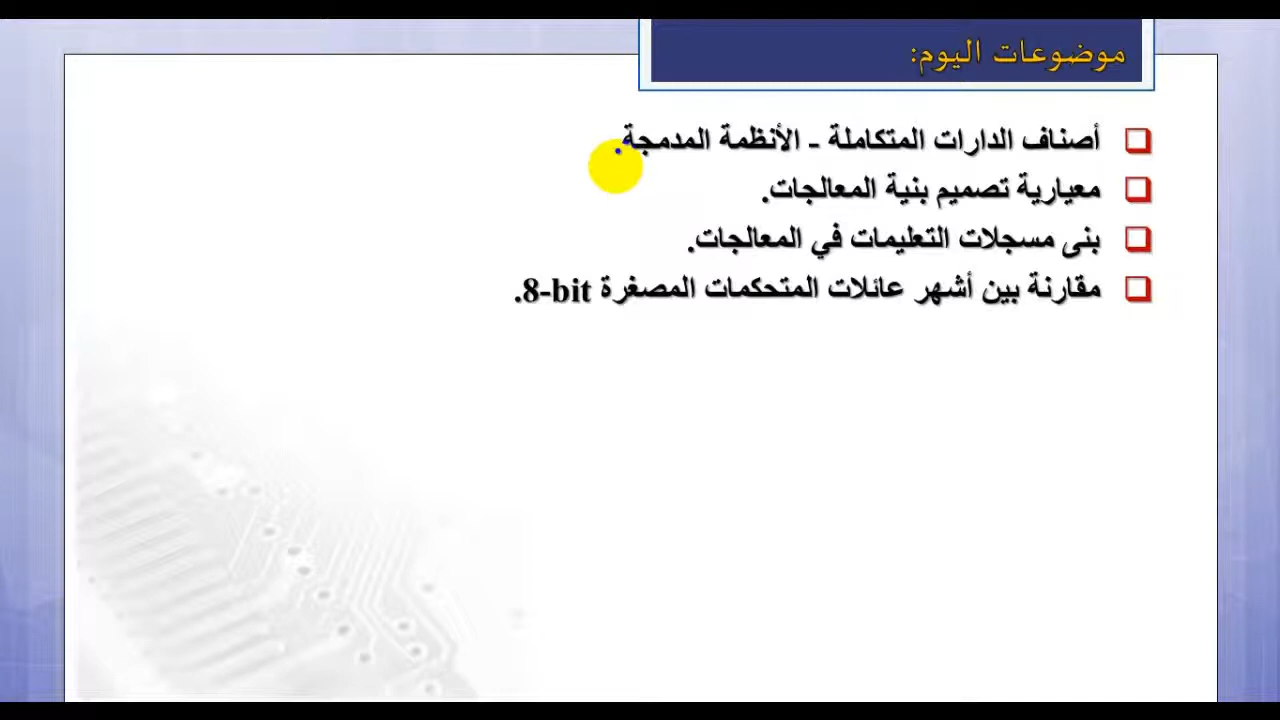 موضوعات اليوم:
أصناف الدارات المتكاملة - الأنظمة المدمجة.
معيارية تصميم بنية المعالجات.
بنى مسجلات التعليمات في المعالجات.
مقارنة بين أشهر عائلات المتحكمات المصغرة 8-bit.